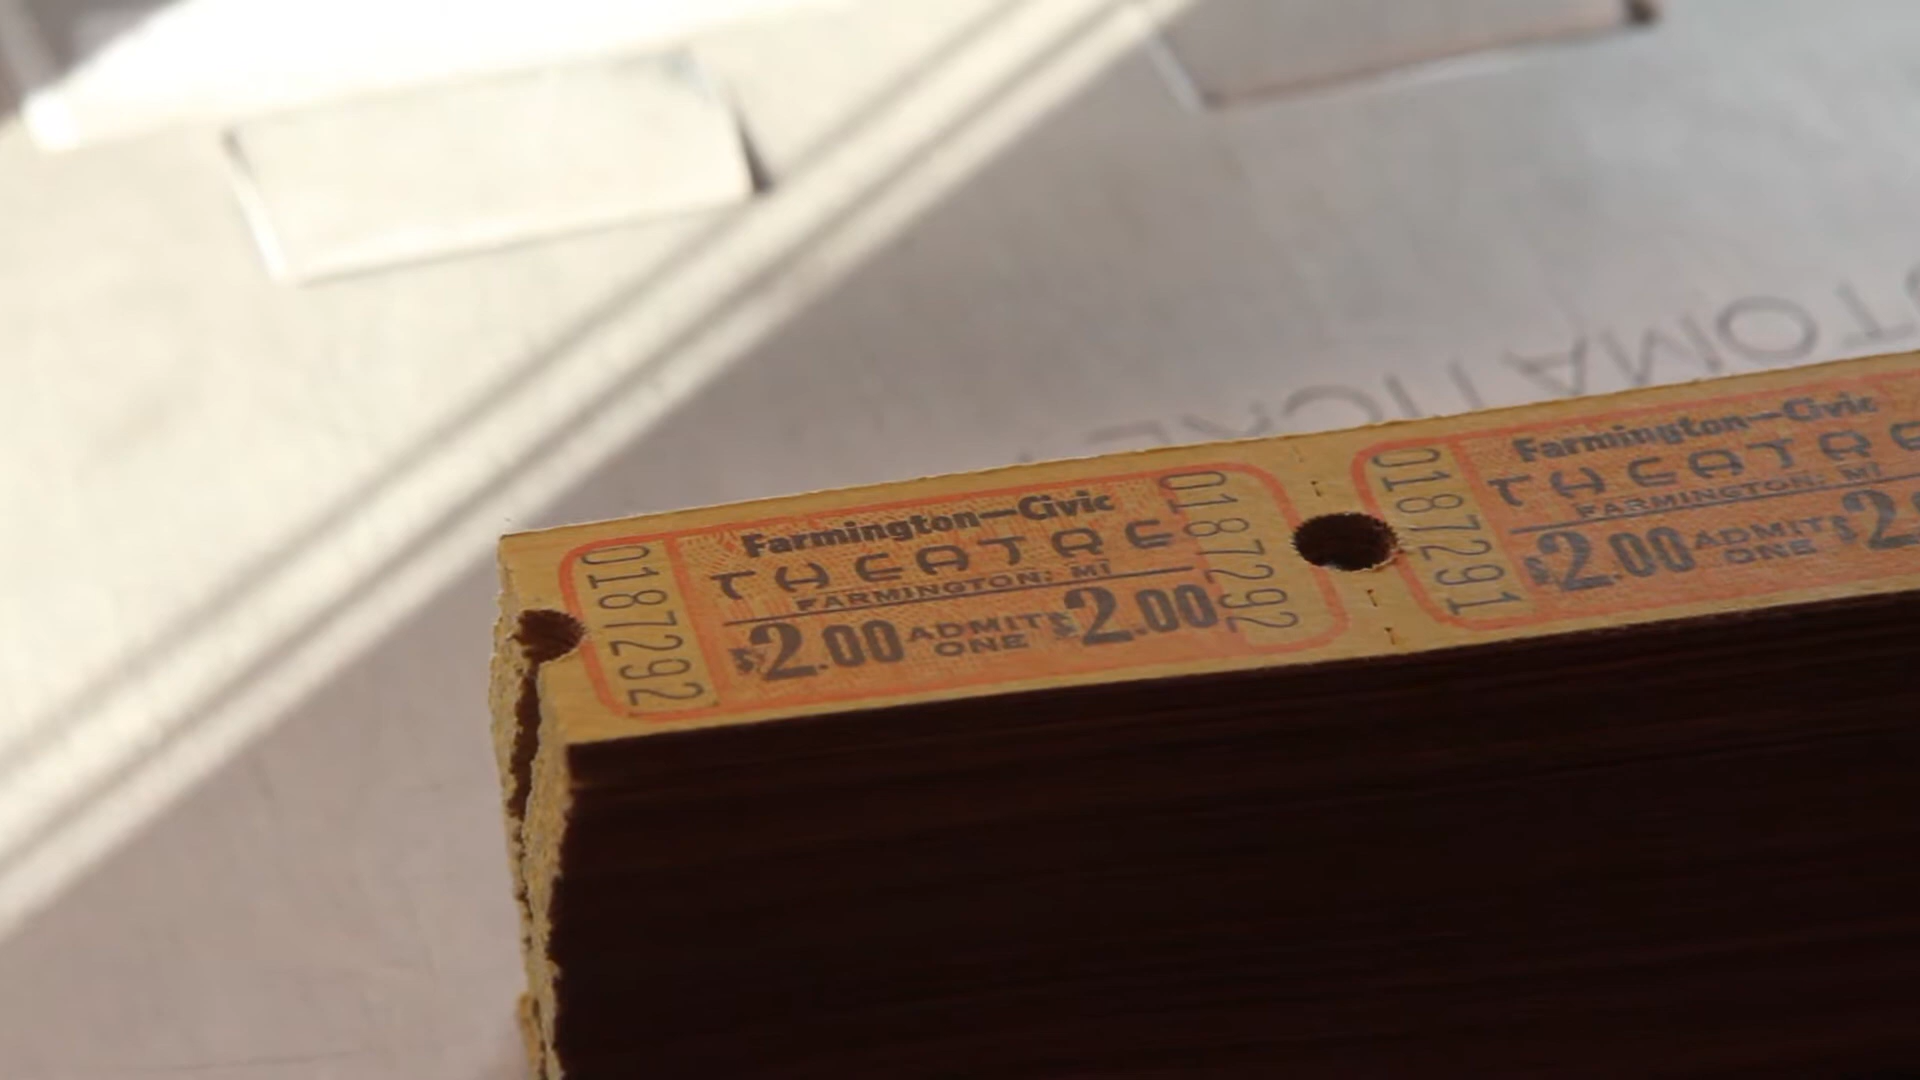 Farmington—Civic
THEATRE
FARMINGTON, MI
$2.00 ADMIT ONE $2.00
0187292
0187292
Farmington—Civic
THEATRE
FARMINGTON, MI
$2.00 ADMIT ONE $2.
0187291